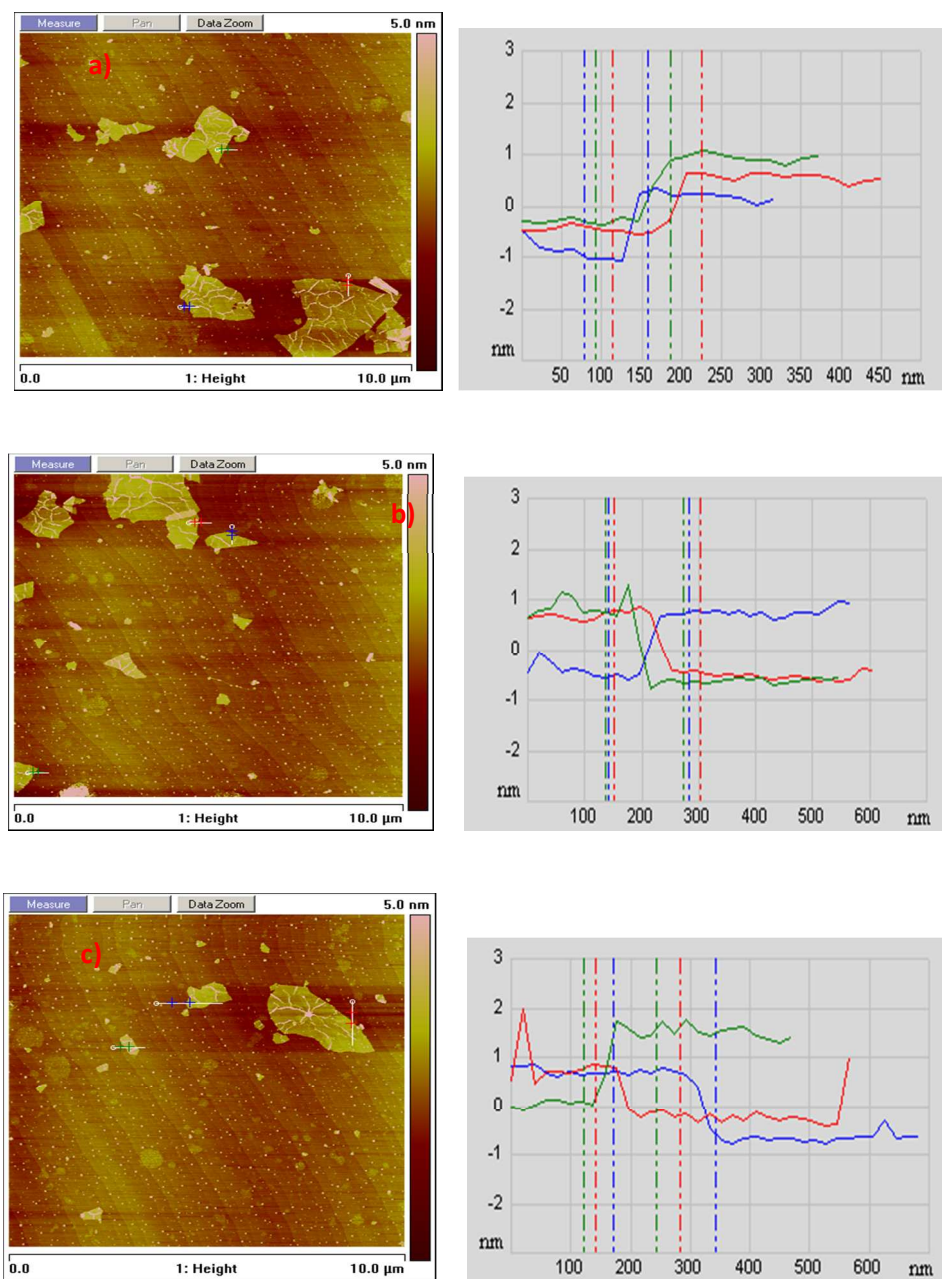 Measure Pan Data Zoom 5.0 nm
a)
0.0 1: Height 10.0 µm
3
2
1
0
-1
-2
nm
50 100 150 200 250 300 350 400 450 nm
Measure Pan Data Zoom 5.0 nm
b)
0.0 1: Height 10.0 µm
3
2
1
0
-1
-2
nm
100 200 300 400 500 600 nm
Measure Pan Data Zoom 5.0 nm
c)
0.0 1: Height 10.0 µm
3
2
1
0
-1
-2
nm
100 200 300 400 500 600 nm